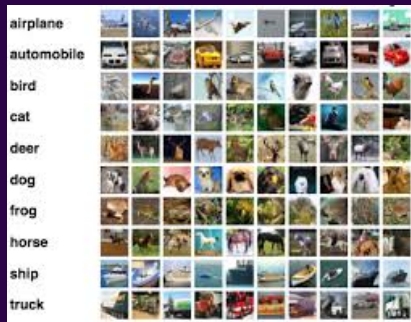 airplane
automobile
bird
cat
deer
dog
frog
horse
ship
truck